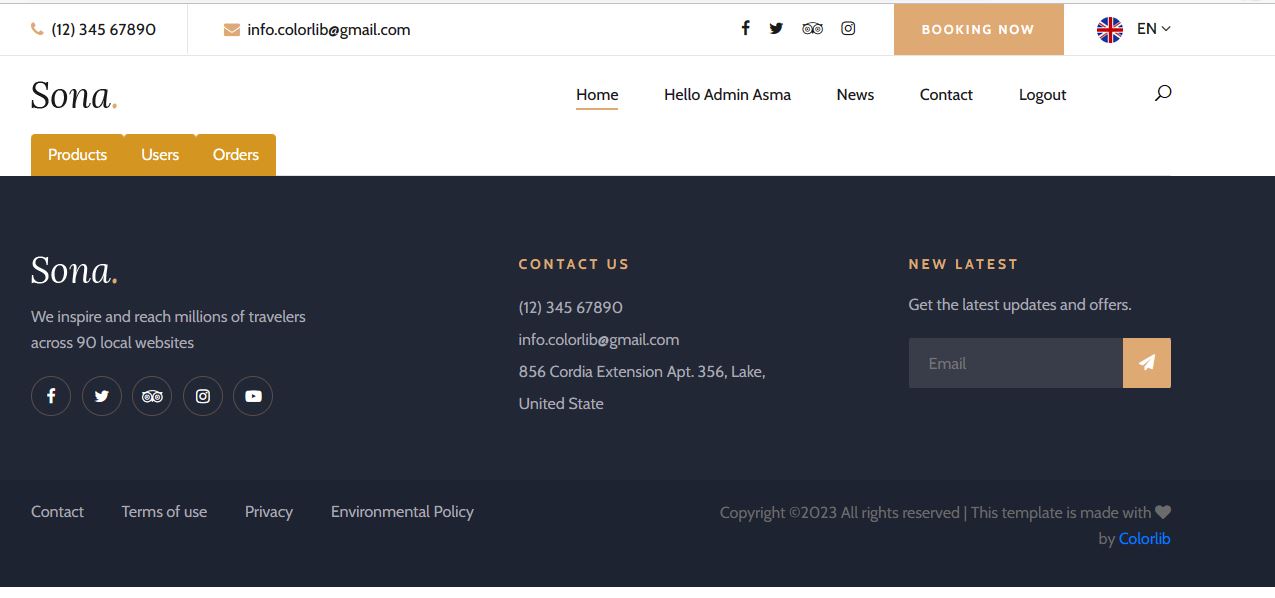 (12) 345 67890 info.colorlib@gmail.com BOOKING NOW EN
Sona. Home Hello Admin Asma News Contact Logout
Products Users Orders
Sona.
We inspire and reach millions of travelers
across 90 local websites
CONTACT US
(12) 345 67890
info.colorlib@gmail.com
856 Cordia Extension Apt. 356, Lake,
United State
NEW LATEST
Get the latest updates and offers.
Email
Contact Terms of use Privacy Environmental Policy
Copyright ©2023 All rights reserved | This template is made with
by Colorlib